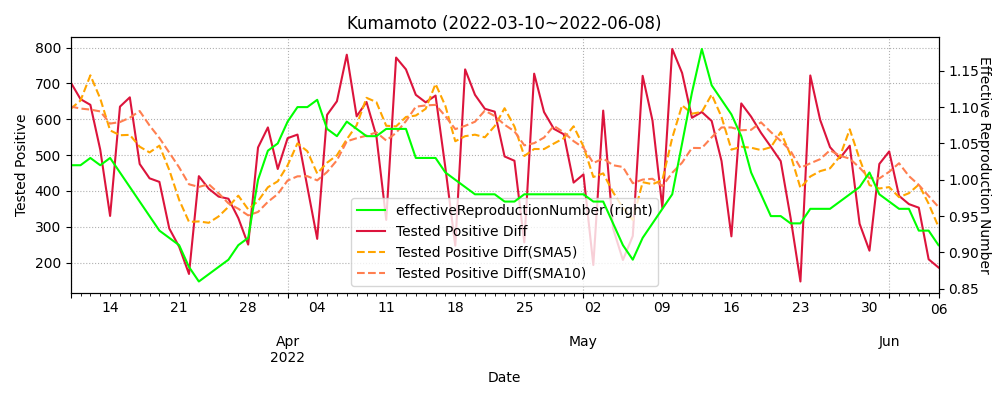 Kumamoto (2022-03-10~2022-06-08)
Tested Positive
800
700
600
500
400
300
200
1.15
1.10
1.05
1.00
0.95
0.90
0.85
Effective Reproduction Number
effectiveReproductionNumber (right)
Tested Positive Diff
Tested Positive Diff(SMA5)
Tested Positive Diff(SMA10)
14 21 28 04 11 18 25 02 09 16 23 30 06
Apr May Jun
2022
Date